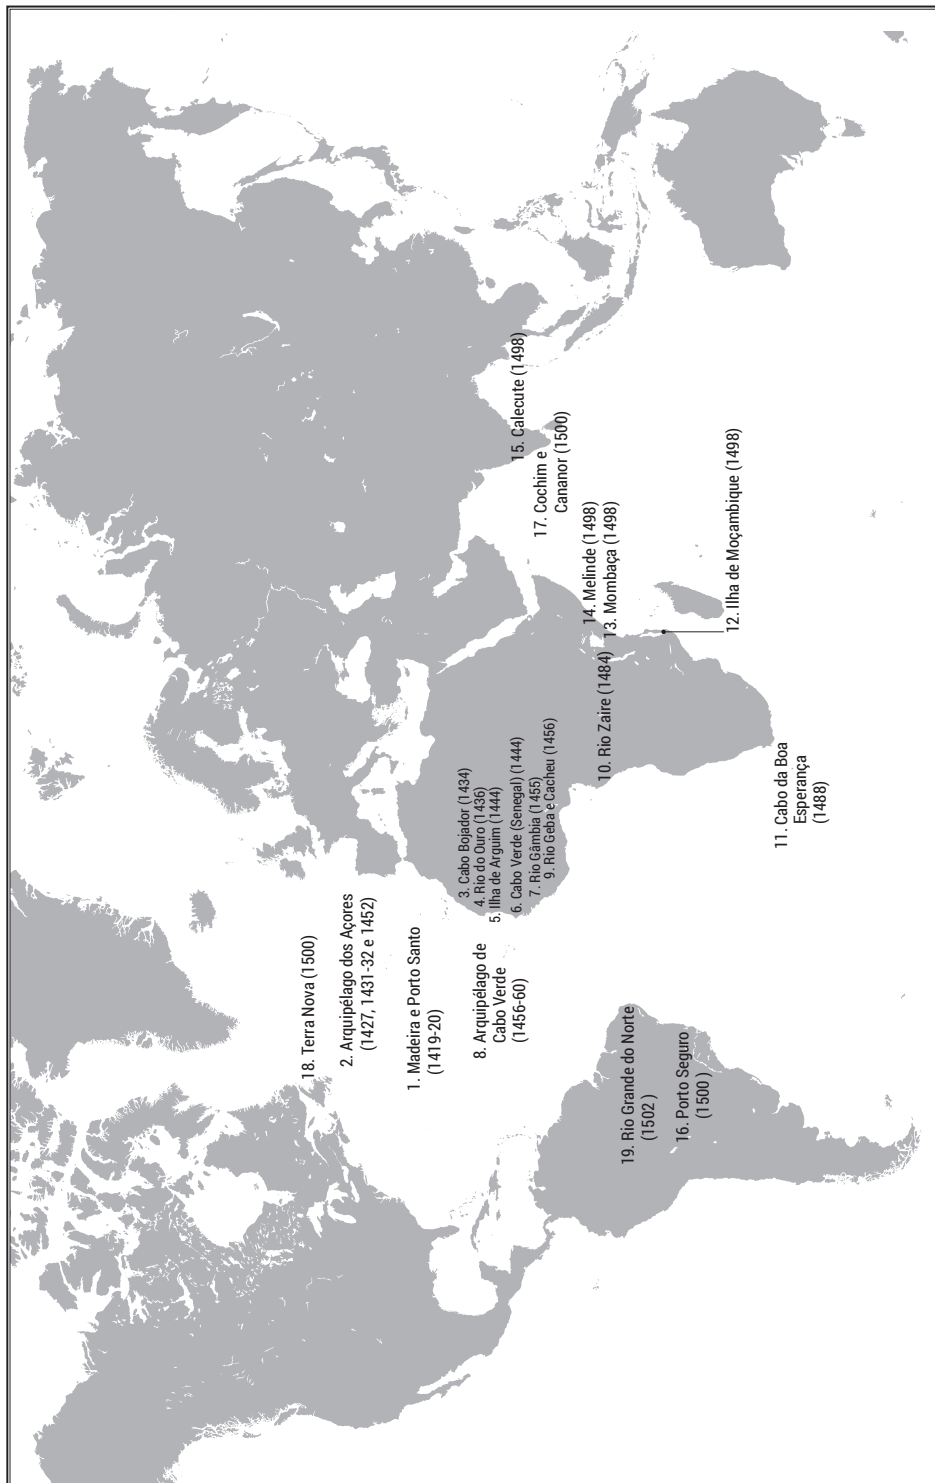 18. Terra Nova (1500)
2. Arquipélago dos Açores
(1427, 1431-32 e 1452)
1. Madeira e Porto Santo
(1419-20)
3. Cabo Bojador (1434)
4. Rio do Ouro (1436)
5. Ilha de Arguim (1444)
6. Cabo Verde (Senegal) (1444)
7. Rio Gâmbia (1455)
9. Rio Geba e Cacheu (1456)
8. Arquipélago de
Cabo Verde
(1456-60)
15. Calecute (1498)
17. Cochim e
Cananor (1500)
14. Melinde (1498)
13. Mombaça (1498)
10. Rio Zaire (1484)
12. Ilha de Moçambique (1498)
11. Cabo da Boa
Esperança
(1488)
19. Rio Grande do Norte
(1502 )
16. Porto Seguro
(1500 )